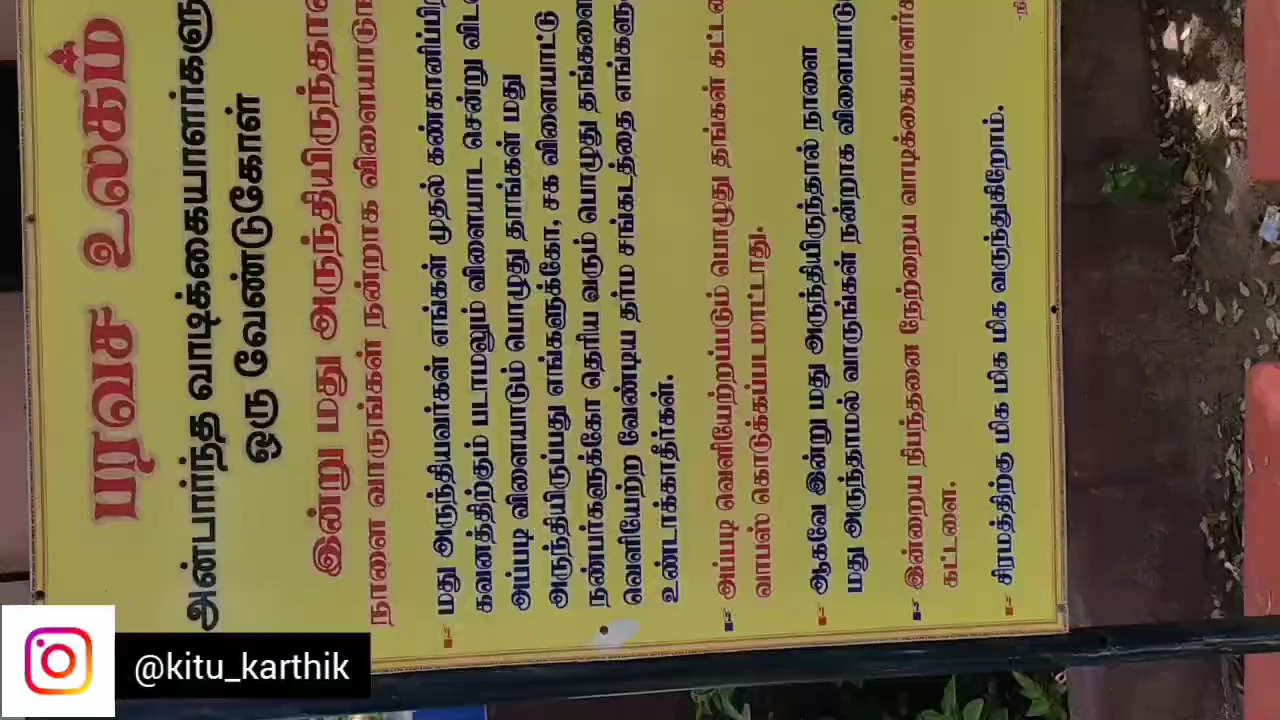 பரவச உலகம்
அன்பார்ந்த வாடிக்கையாளர்களு
ஒரு வேண்டுகோள்
இன்று மது அருந்தியிருந்தால்
நாளை வாருங்கள் நன்றாக விளையாடு
மது அருந்தியவர்கள் எங்கள் முதல் கண்காணிப்பி
கவனத்திற்கும் படாமலும் விளையாட சென்று விட
அப்படி விளையாடும் பொழுது தாங்கள் மது
அருந்தியிருப்பது எங்களுக்கோ, சக விளையாட்டு
நண்பர்களுக்கோ தெரிய வரும் பொழுது தங்களை
வெளியேற்ற வேண்டிய தர்ம சங்கடத்தை எங்களு
உண்டாக்காதீர்கள்.
அப்படி வெளியேற்றப்படும் பொழுது தங்கள் கட்ட
வாபஸ் கொடுக்கப்படமாட்டாது.
ஆகவே இன்று மது அருந்தியிருந்தால் நாளை
மது அருந்தாமல் வாருங்கள் நன்றாக விளையாடு
இன்றைய நிபந்தனை நேற்றைய வாடிக்கையாளர்க
கட்டளை.
சிரமத்திற்கு மிக மிக வருந்துகிறோம்.
-நி
@kitu_karthik